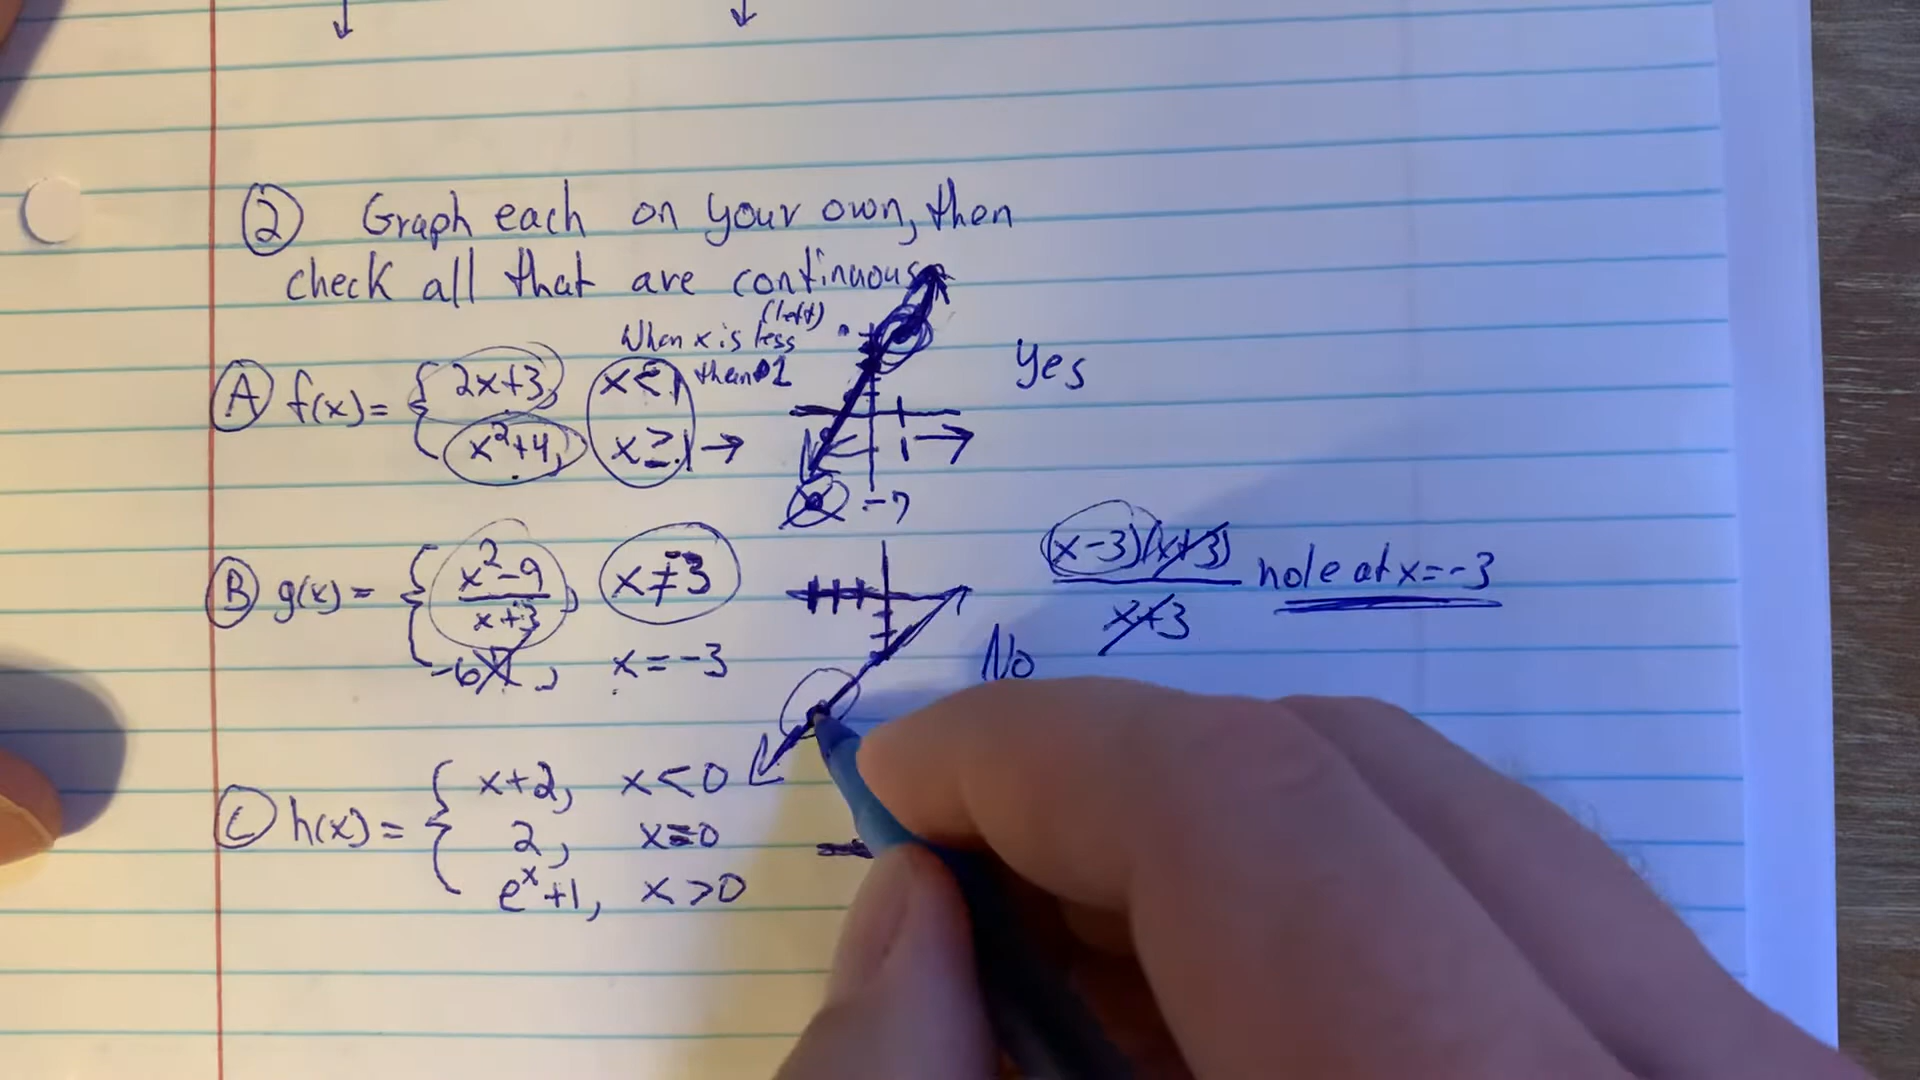 ② Graph each on your own, then
check all that are continuous
When x is less (left)
than 1
Ⓐ f(x) = { 2x+3, x<1
x²+4, x≥1 →
1 →
-7
Yes
Ⓑ g(x) = { x²-9 / x+3, x≠-3
-6, x=-3
(x-3)(x+3) / x+3 hole at x=-3
No
Ⓒ h(x) = { x+2, x<0
2, x=0
eˣ+1, x>0